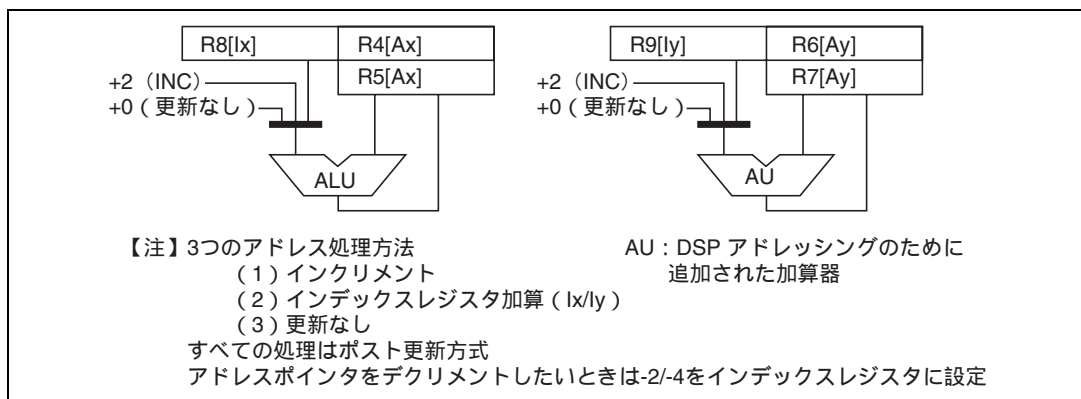 R8[Ix] R4[Ax]
R5[Ax]
+2（INC）
+0（更新なし）
ALU
R9[Iy] R6[Ay]
R7[Ay]
+2（INC）
+0（更新なし）
AU
【注】3つのアドレス処理方法
（1）インクリメント
（2）インデックスレジスタ加算（Ix/Iy）
（3）更新なし
すべての処理はポスト更新方式
アドレスポインタをデクリメントしたいときは-2/-4をインデックスレジスタに設定
AU：DSP アドレッシングのために
追加された加算器